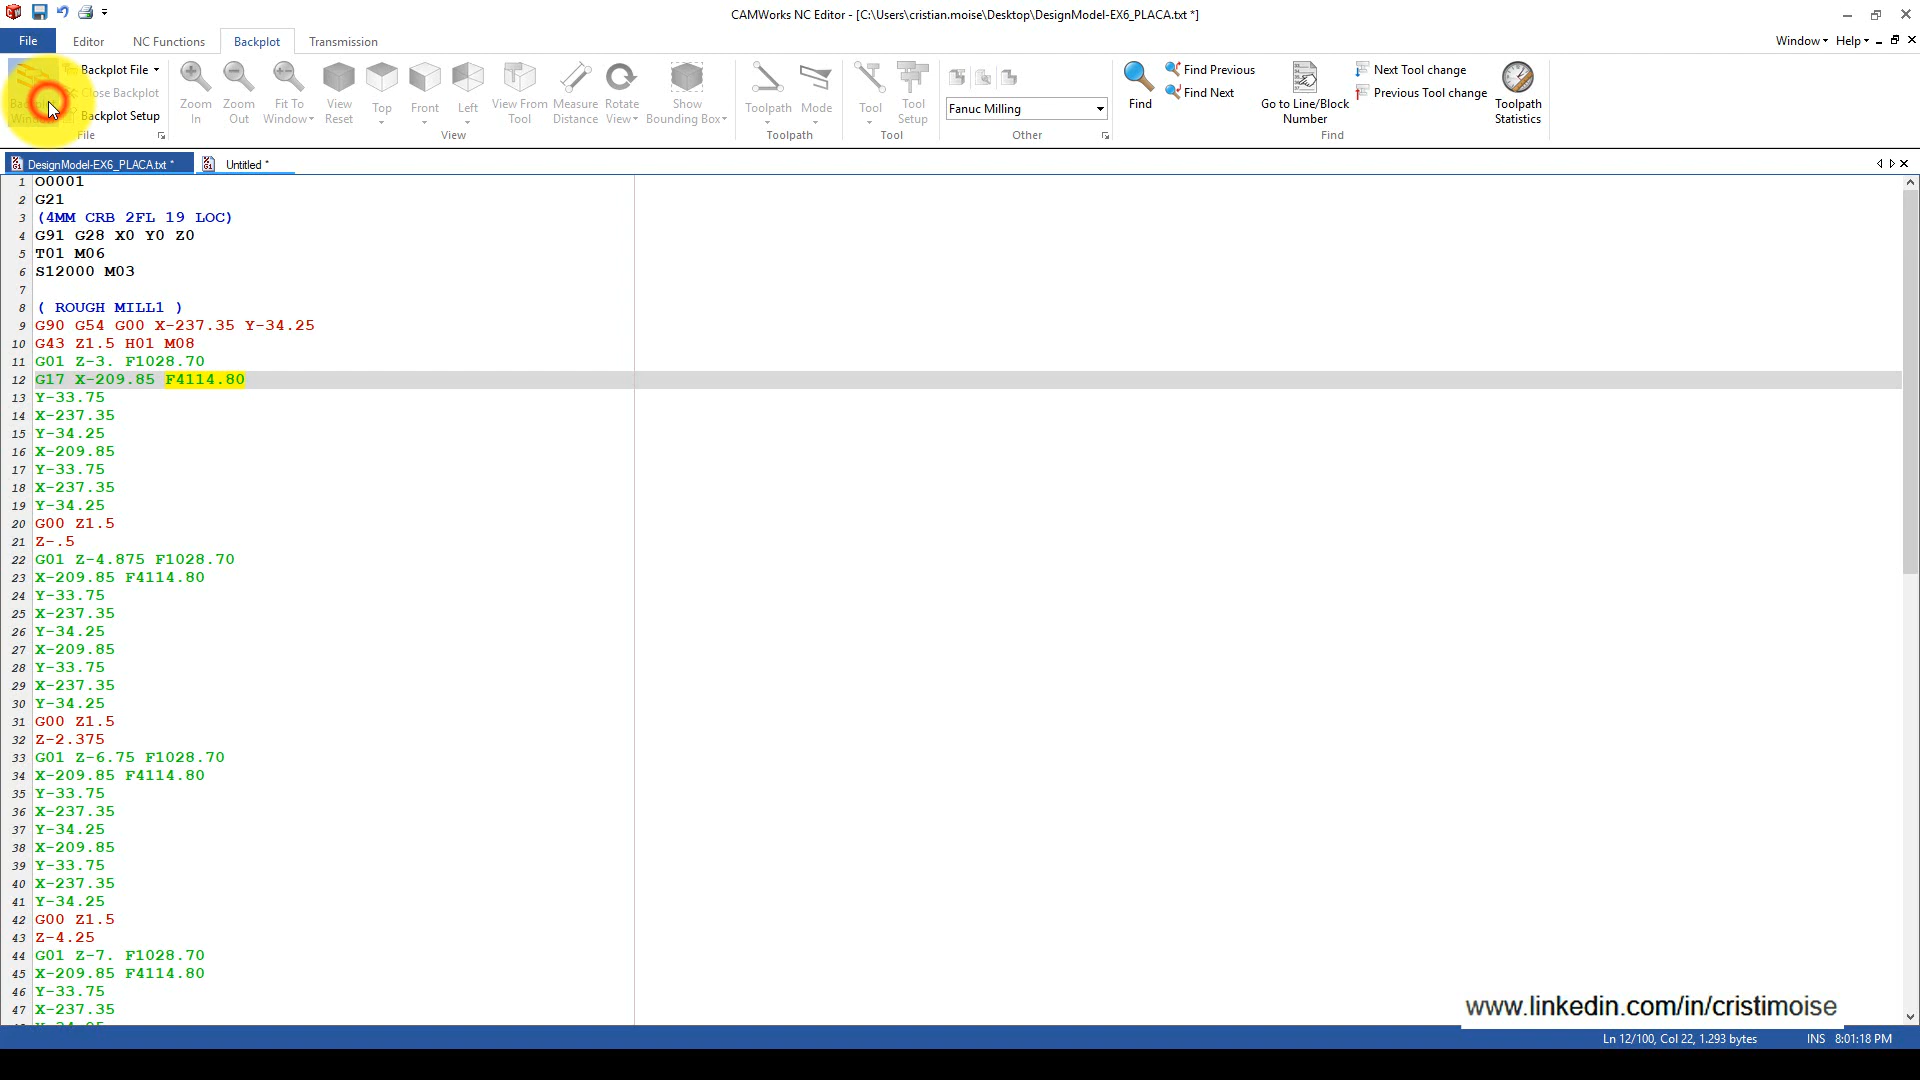 CAMWorks NC Editor - [C:\Users\cristian.moise\Desktop\DesignModel-EX6_PLACA.txt *]
File Editor NC Functions Backplot Transmission
Window Help
Backplot File
Close Backplot
Backplot Setup
File
Zoom In
Zoom Out
Fit To Window
View Reset
Top
Front
Left
View From Tool
Measure Distance
Rotate View
Show Bounding Box
View
Toolpath
Mode
Toolpath
Tool
Tool Setup
Tool
Fanuc Milling
Other
Find
Find Previous
Find Next
Go to Line/Block Number
Next Tool change
Previous Tool change
Toolpath Statistics
Find
DesignModel-EX6_PLACA.txt * Untitled *
1 O0001
2 G21
3 (4MM CRB 2FL 19 LOC)
4 G91 G28 X0 Y0 Z0
5 T01 M06
6 S12000 M03
7
8 ( ROUGH MILL1 )
9 G90 G54 G00 X-237.35 Y-34.25
10 G43 Z1.5 H01 M08
11 G01 Z-3. F1028.70
12 G17 X-209.85 F4114.80
13 Y-33.75
14 X-237.35
15 Y-34.25
16 X-209.85
17 Y-33.75
18 X-237.35
19 Y-34.25
20 G00 Z1.5
21 Z-.5
22 G01 Z-4.875 F1028.70
23 X-209.85 F4114.80
24 Y-33.75
25 X-237.35
26 Y-34.25
27 X-209.85
28 Y-33.75
29 X-237.35
30 Y-34.25
31 G00 Z1.5
32 Z-2.375
33 G01 Z-6.75 F1028.70
34 X-209.85 F4114.80
35 Y-33.75
36 X-237.35
37 Y-34.25
38 X-209.85
39 Y-33.75
40 X-237.35
41 Y-34.25
42 G00 Z1.5
43 Z-4.25
44 G01 Z-7. F1028.70
45 X-209.85 F4114.80
46 Y-33.75
47 X-237.35
www.linkedin.com/in/cristimoise
Ln 12/100, Col 22, 1.293 bytes INS 8:01:18 PM